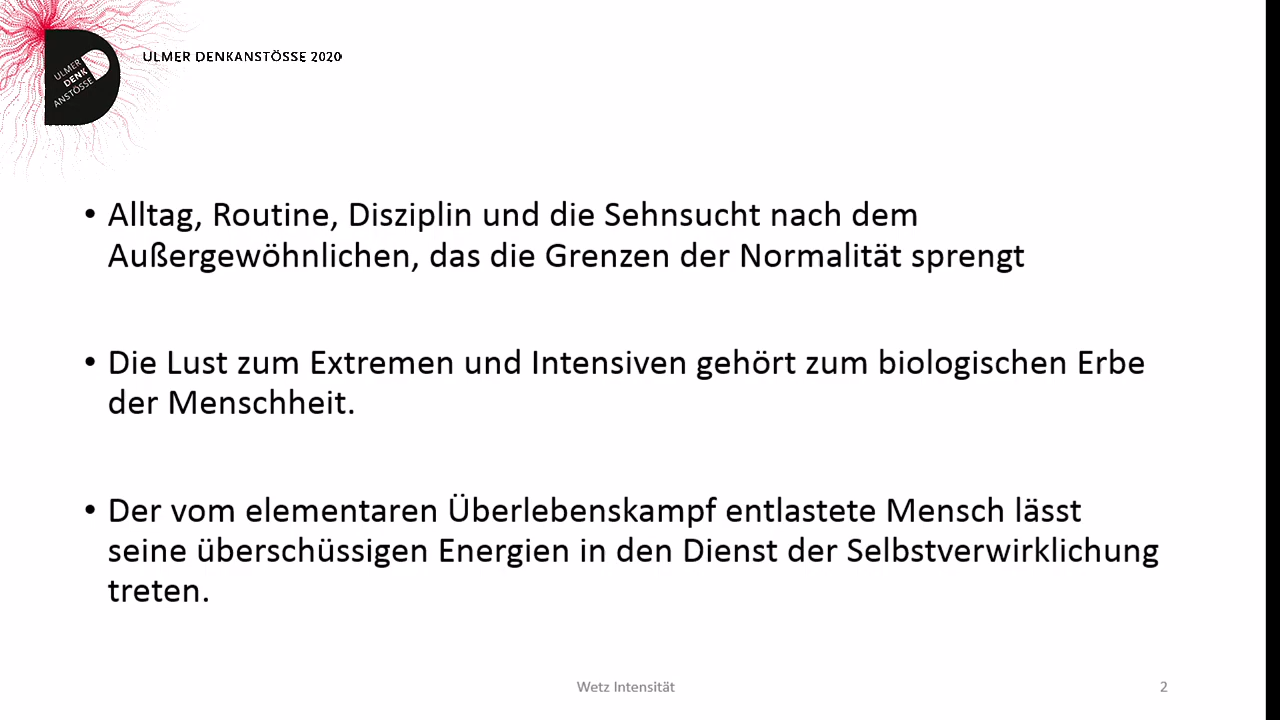 ULMER
DENK
ANSTÖSSE
ULMER DENKANSTÖSSE 2020
• Alltag, Routine, Disziplin und die Sehnsucht nach dem
Außergewöhnlichen, das die Grenzen der Normalität sprengt
• Die Lust zum Extremen und Intensiven gehört zum biologischen Erbe
der Menschheit.
• Der vom elementaren Überlebenskampf entlastete Mensch lässt
seine überschüssigen Energien in den Dienst der Selbstverwirklichung
treten.
Wetz Intensität
2